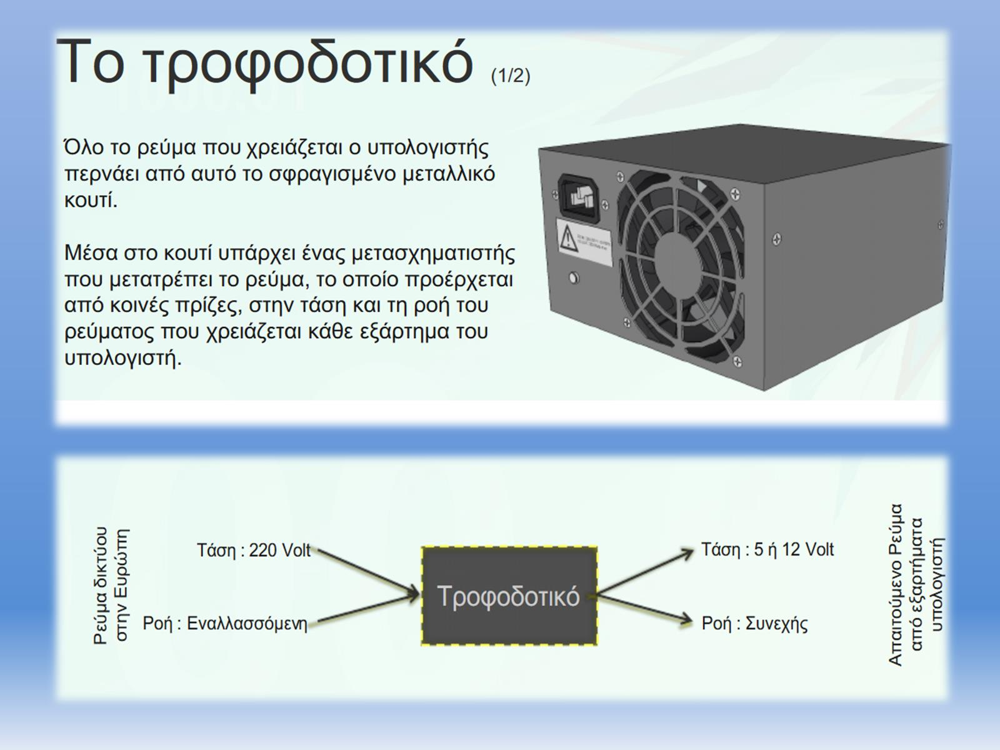 Το τροφοδοτικό (1/2)
Όλο το ρεύμα που χρειάζεται ο υπολογιστής
περνάει από αυτό το σφραγισμένο μεταλλικό
κουτί.
Μέσα στο κουτί υπάρχει ένας μετασχηματιστής
που μετατρέπει το ρεύμα, το οποίο προέρχεται
από κοινές πρίζες, στην τάση και τη ροή του
ρεύματος που χρειάζεται κάθε εξάρτημα του
υπολογιστή.
Ρεύμα δικτύου
στην Ευρώπη
Τάση : 220 Volt
Ροή : Εναλλασσόμενη
Τροφοδοτικό
Τάση : 5 ή 12 Volt
Ροή : Συνεχής
Απαιτούμενο Ρεύμα
από εξαρτήματα
υπολογιστή